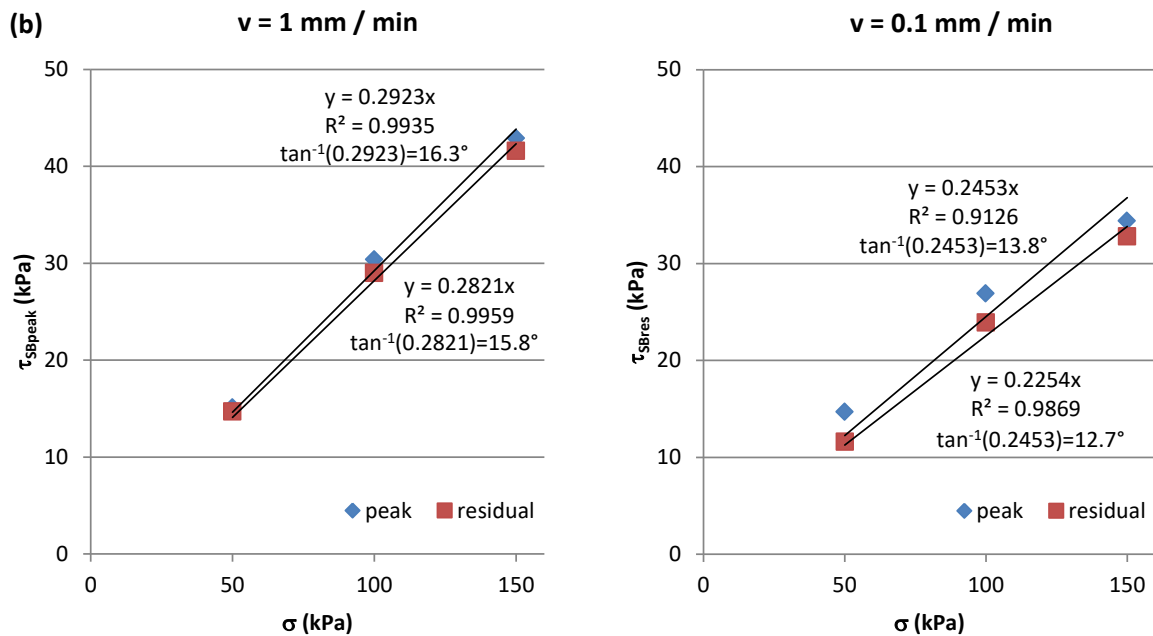 (b)
v = 1 mm / min
v = 0.1 mm / min
τSBpeak (kPa)
50
40
30
20
10
0
y = 0.2923x
R² = 0.9935
tan⁻¹(0.2923)=16.3°
y = 0.2821x
R² = 0.9959
tan⁻¹(0.2821)=15.8°
peak residual
0 50 100 150
σ (kPa)
τSBres (kPa)
50
40
30
20
10
0
y = 0.2453x
R² = 0.9126
tan⁻¹(0.2453)=13.8°
y = 0.2254x
R² = 0.9869
tan⁻¹(0.2453)=12.7°
peak residual
0 50 100 150
σ (kPa)